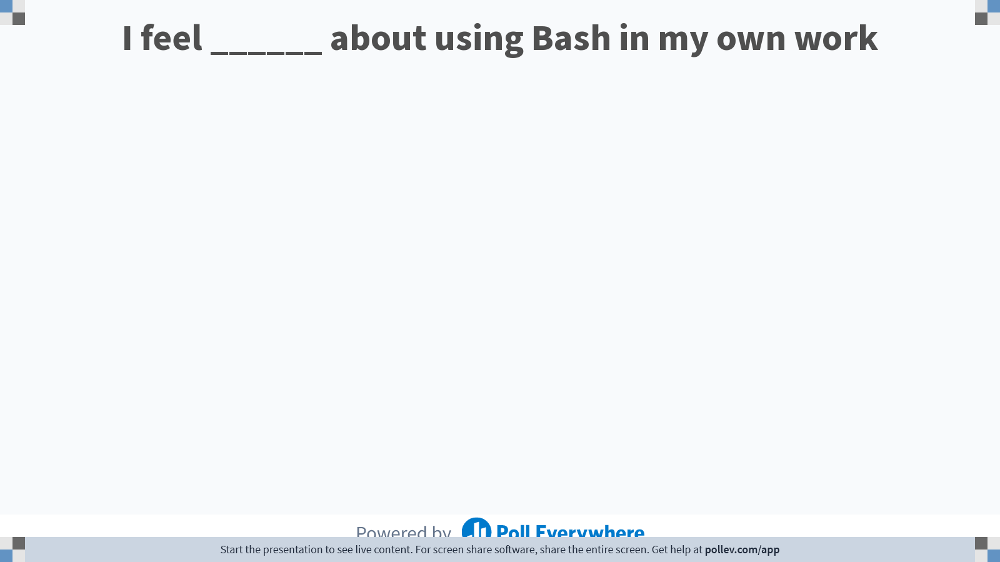 I feel ______ about using Bash in my own work
Powered by Poll Everywhere
Start the presentation to see live content. For screen share software, share the entire screen. Get help at pollev.com/app